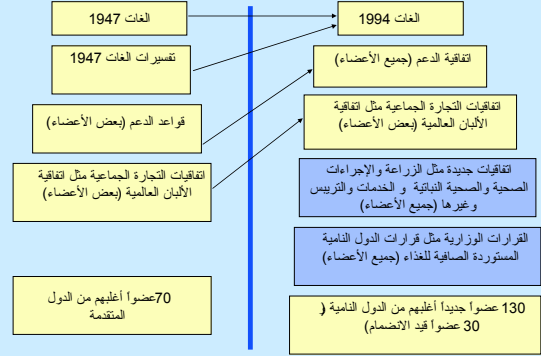 الغات 1994
الغات 1947
تفسيرات الغات 1947
اتفاقية الدعم (جميع الأعضاء)
قواعد الدعم (بعض الأعضاء)
اتفاقيات التجارة الجماعية مثل اتفاقية
الألبان العالمية (بعض الأعضاء)
اتفاقيات التجارة الجماعية مثل اتفاقية
الألبان العالمية (بعض الأعضاء)
اتفاقيات جديدة مثل الزراعة والإجراءات
الصحية والصحية النباتية و الخدمات والتريبس
وغيرها (جميع الأعضاء)
القرارات الوزارية مثل قرارات الدول النامية
المستوردة الصافية للغذاء (جميع الأعضاء)
130 عضواً جديداً أغلبهم من الدول النامية (و
30 عضواً قيد الانضمام)
70عضواً أغلبهم من الدول
المتقدمة